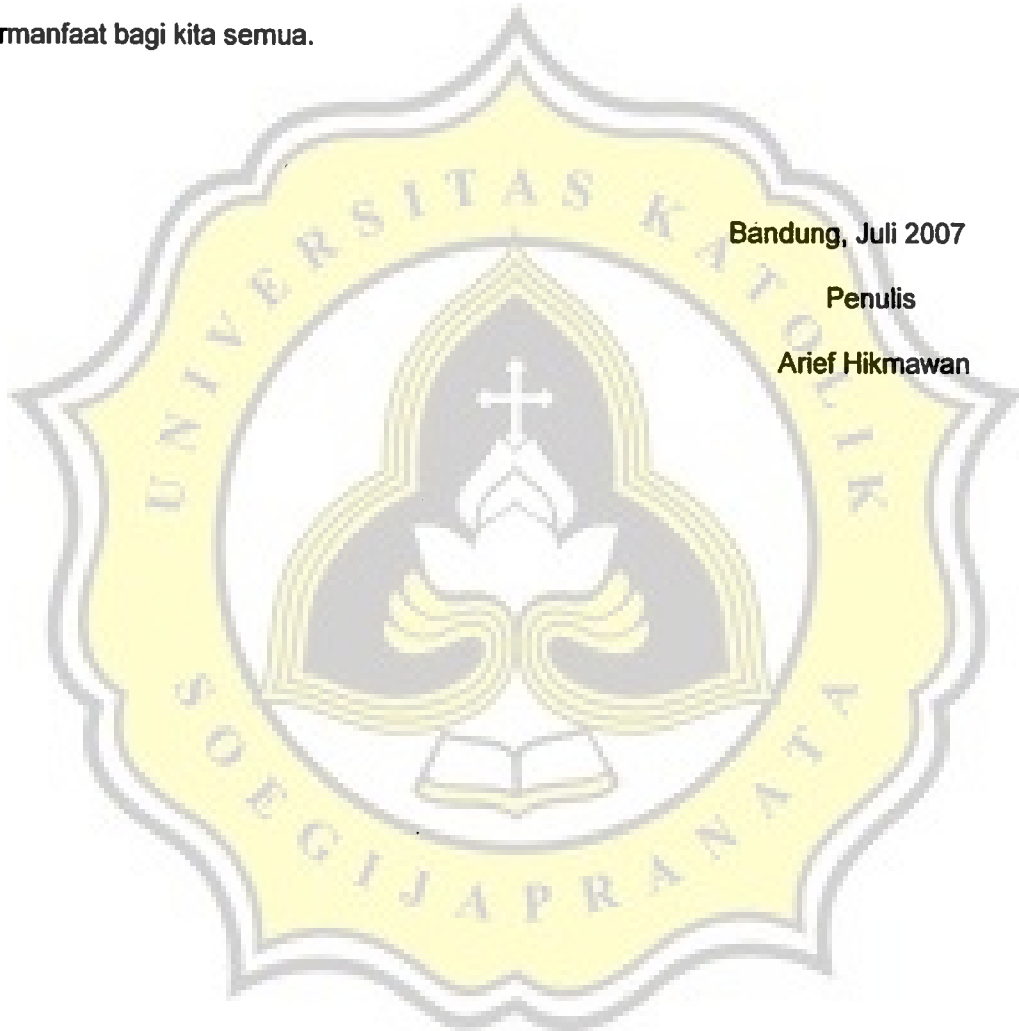 rmanfaat bagi kita semua.
Bandung, Juli 2007
Penulis
Arief Hikmawan
UNIVERSITAS KATOLIK
SOEGIJAPRANATA